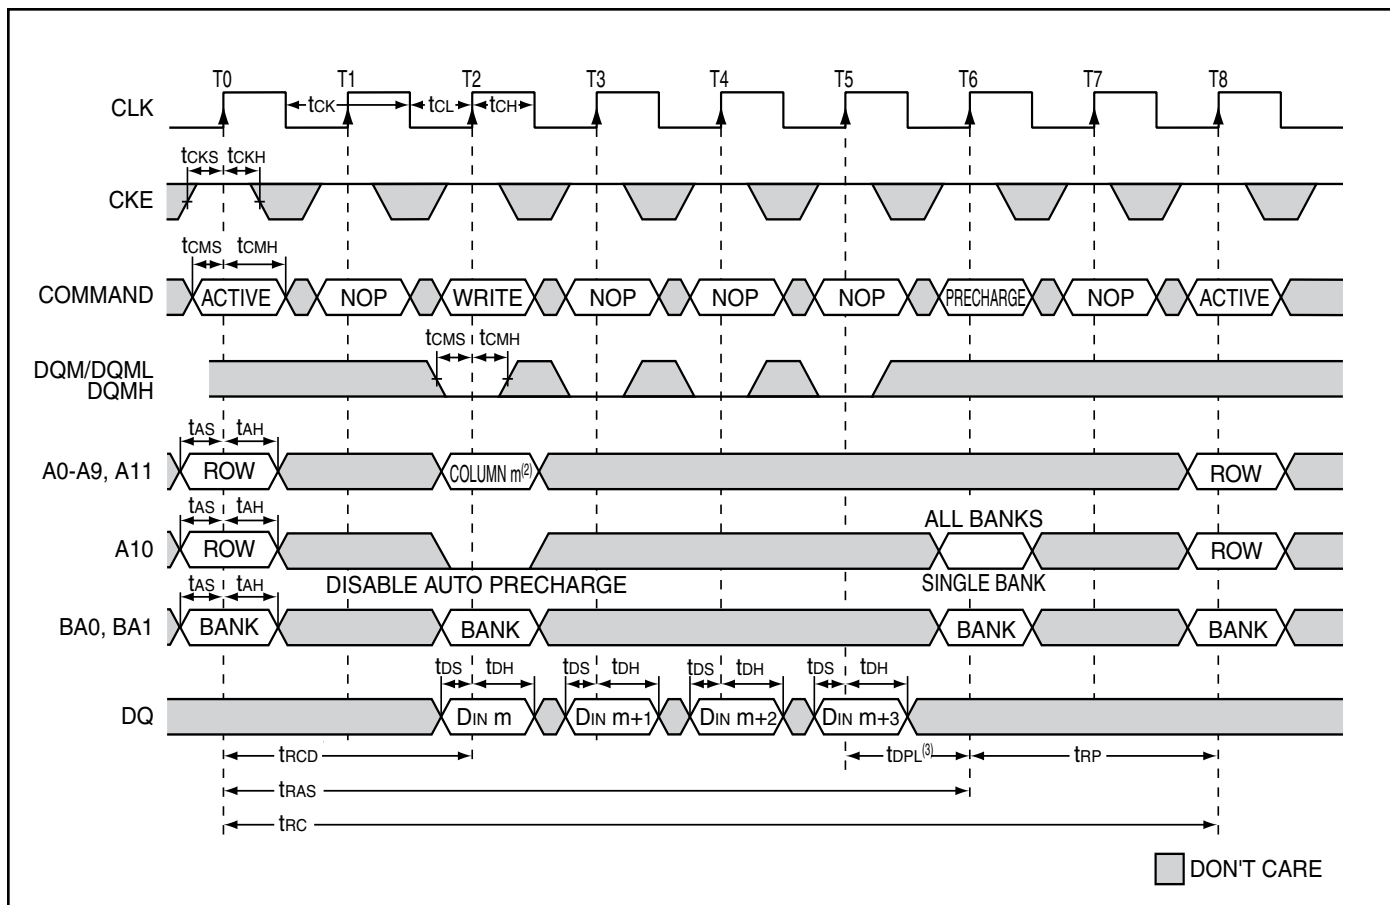 T0 T1 T2 T3 T4 T5 T6 T7 T8
CLK tCK tCL tCH
tCKS tCKH
CKE
tCMS tCMH
COMMAND ACTIVE NOP WRITE NOP NOP NOP PRECHARGE NOP ACTIVE
tCMS tCMH
DQM/DQML
DQMH
tAS tAH
A0-A9, A11 ROW COLUMN m(2) ROW
tAS tAH ALL BANKS
A10 ROW ROW
tAS tAH DISABLE AUTO PRECHARGE SINGLE BANK
BA0, BA1 BANK BANK BANK BANK
tDS tDH tDS tDH tDS tDH tDS tDH
DQ DIN m DIN m+1 DIN m+2 DIN m+3
tRCD tDPL(3) tRP
tRAS
tRC
DON'T CARE